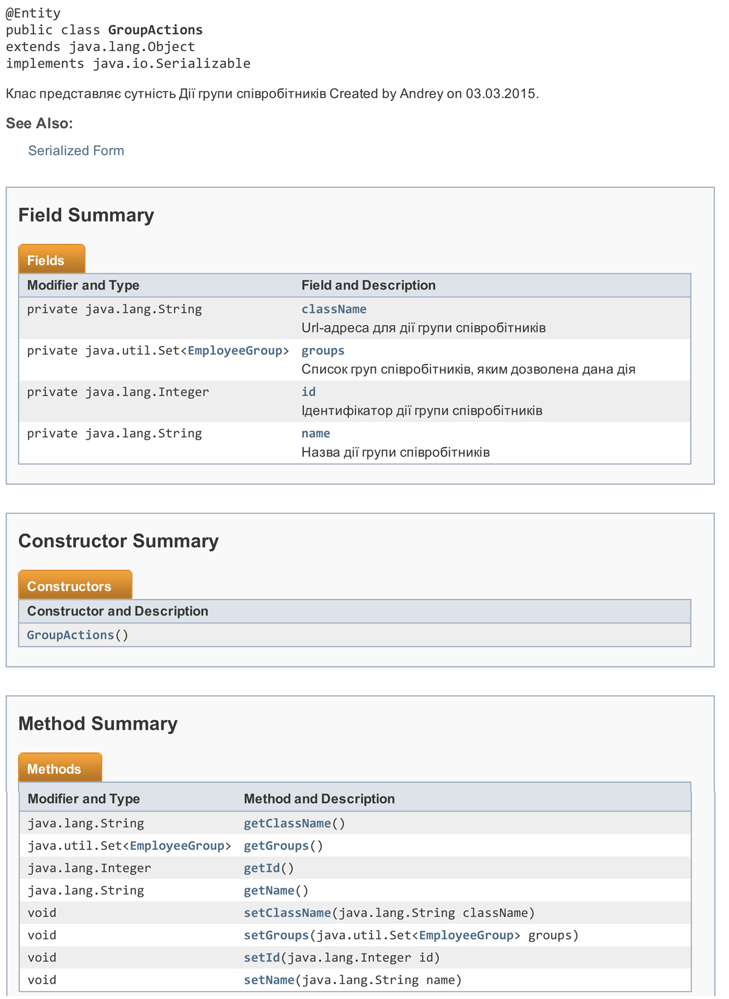 @Entity
public class GroupActions
extends java.lang.Object
implements java.io.Serializable
Клас представляє сутність Дії групи співробітників Created by Andrey on 03.03.2015.
See Also:
Serialized Form
Field Summary
Fields
Modifier and Type Field and Description
private java.lang.String className
Url-адреса для дії групи співробітників
private java.util.Set<EmployeeGroup> groups
Список груп співробітників, яким дозволена дана дія
private java.lang.Integer id
Ідентифікатор дії групи співробітників
private java.lang.String name
Назва дії групи співробітників
Constructor Summary
Constructors
Constructor and Description
GroupActions()
Method Summary
Methods
Modifier and Type Method and Description
java.lang.String getClassName()
java.util.Set<EmployeeGroup> getGroups()
java.lang.Integer getId()
java.lang.String getName()
void setClassName(java.lang.String className)
void setGroups(java.util.Set<EmployeeGroup> groups)
void setId(java.lang.Integer id)
void setName(java.lang.String name)